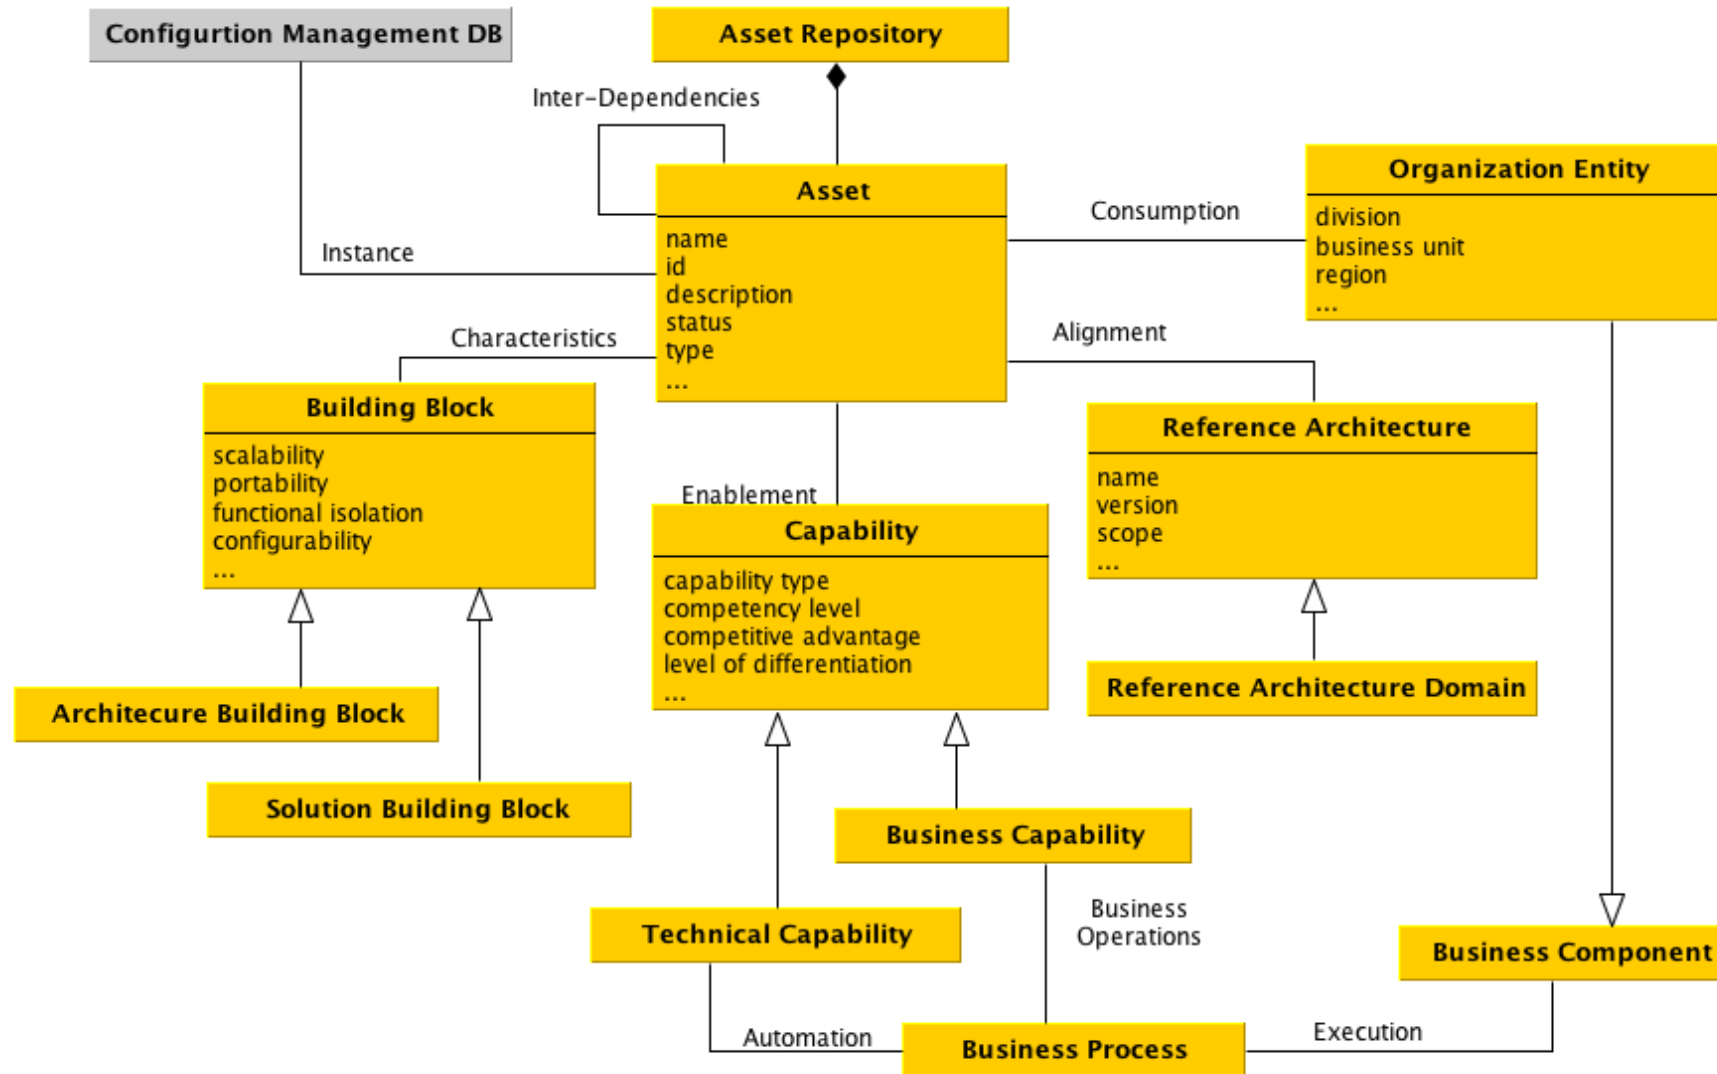 Configurtion Management DB
Asset Repository
Inter-Dependencies
Asset
name
id
description
status
type
...
Instance
Consumption
Organization Entity
division
business unit
region
...
Characteristics
Alignment
Building Block
scalability
portability
functional isolation
configurability
...
Enablement
Capability
capability type
competency level
competitive advantage
level of differentiation
...
Reference Architecture
name
version
scope
...
Reference Architecture Domain
Architecure Building Block
Solution Building Block
Business Capability
Technical Capability
Business
Operations
Business Component
Automation
Business Process
Execution